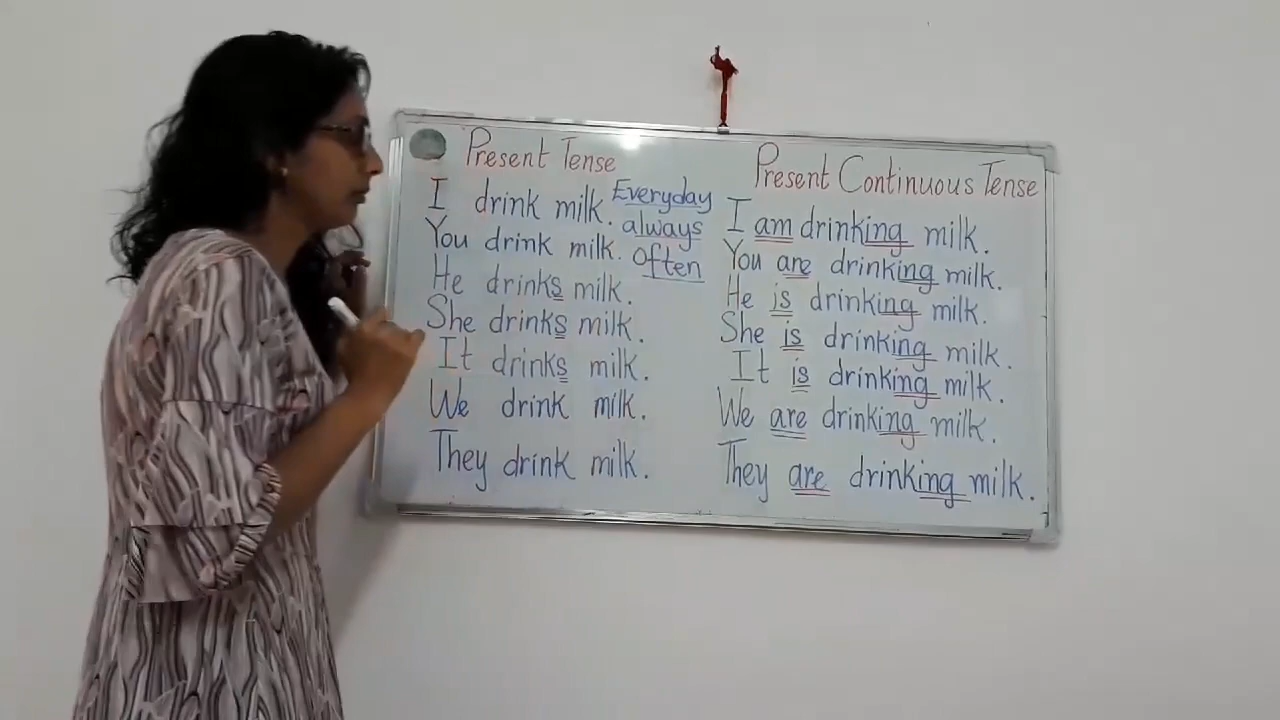 Present Tense
I drink milk. Everyday
always
You drink milk. Often
He drinks milk.
She drinks milk.
It drinks milk.
We drink milk.
They drink milk.
Present Continuous Tense
I am drinking milk.
You are drinking milk.
He is drinking milk.
She is drinking milk.
It is drinking milk.
We are drinking milk.
They are drinking milk.